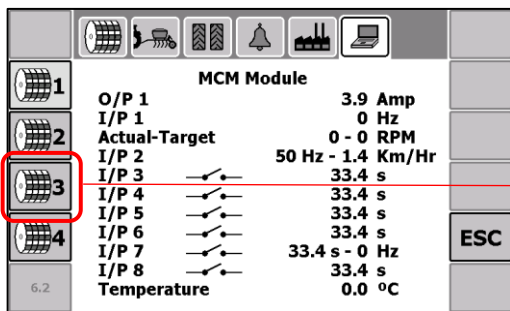 MCM Module
O/P 1 3.9 Amp
I/P 1 0 Hz
Actual-Target 0 - 0 RPM
I/P 2 50 Hz - 1.4 Km/Hr
I/P 3 33.4 s
I/P 4 33.4 s
I/P 5 33.4 s
I/P 6 33.4 s
I/P 7 33.4 s - 0 Hz
I/P 8 33.4 s
Temperature 0.0 ºC
1
2
3
4
6.2
ESC